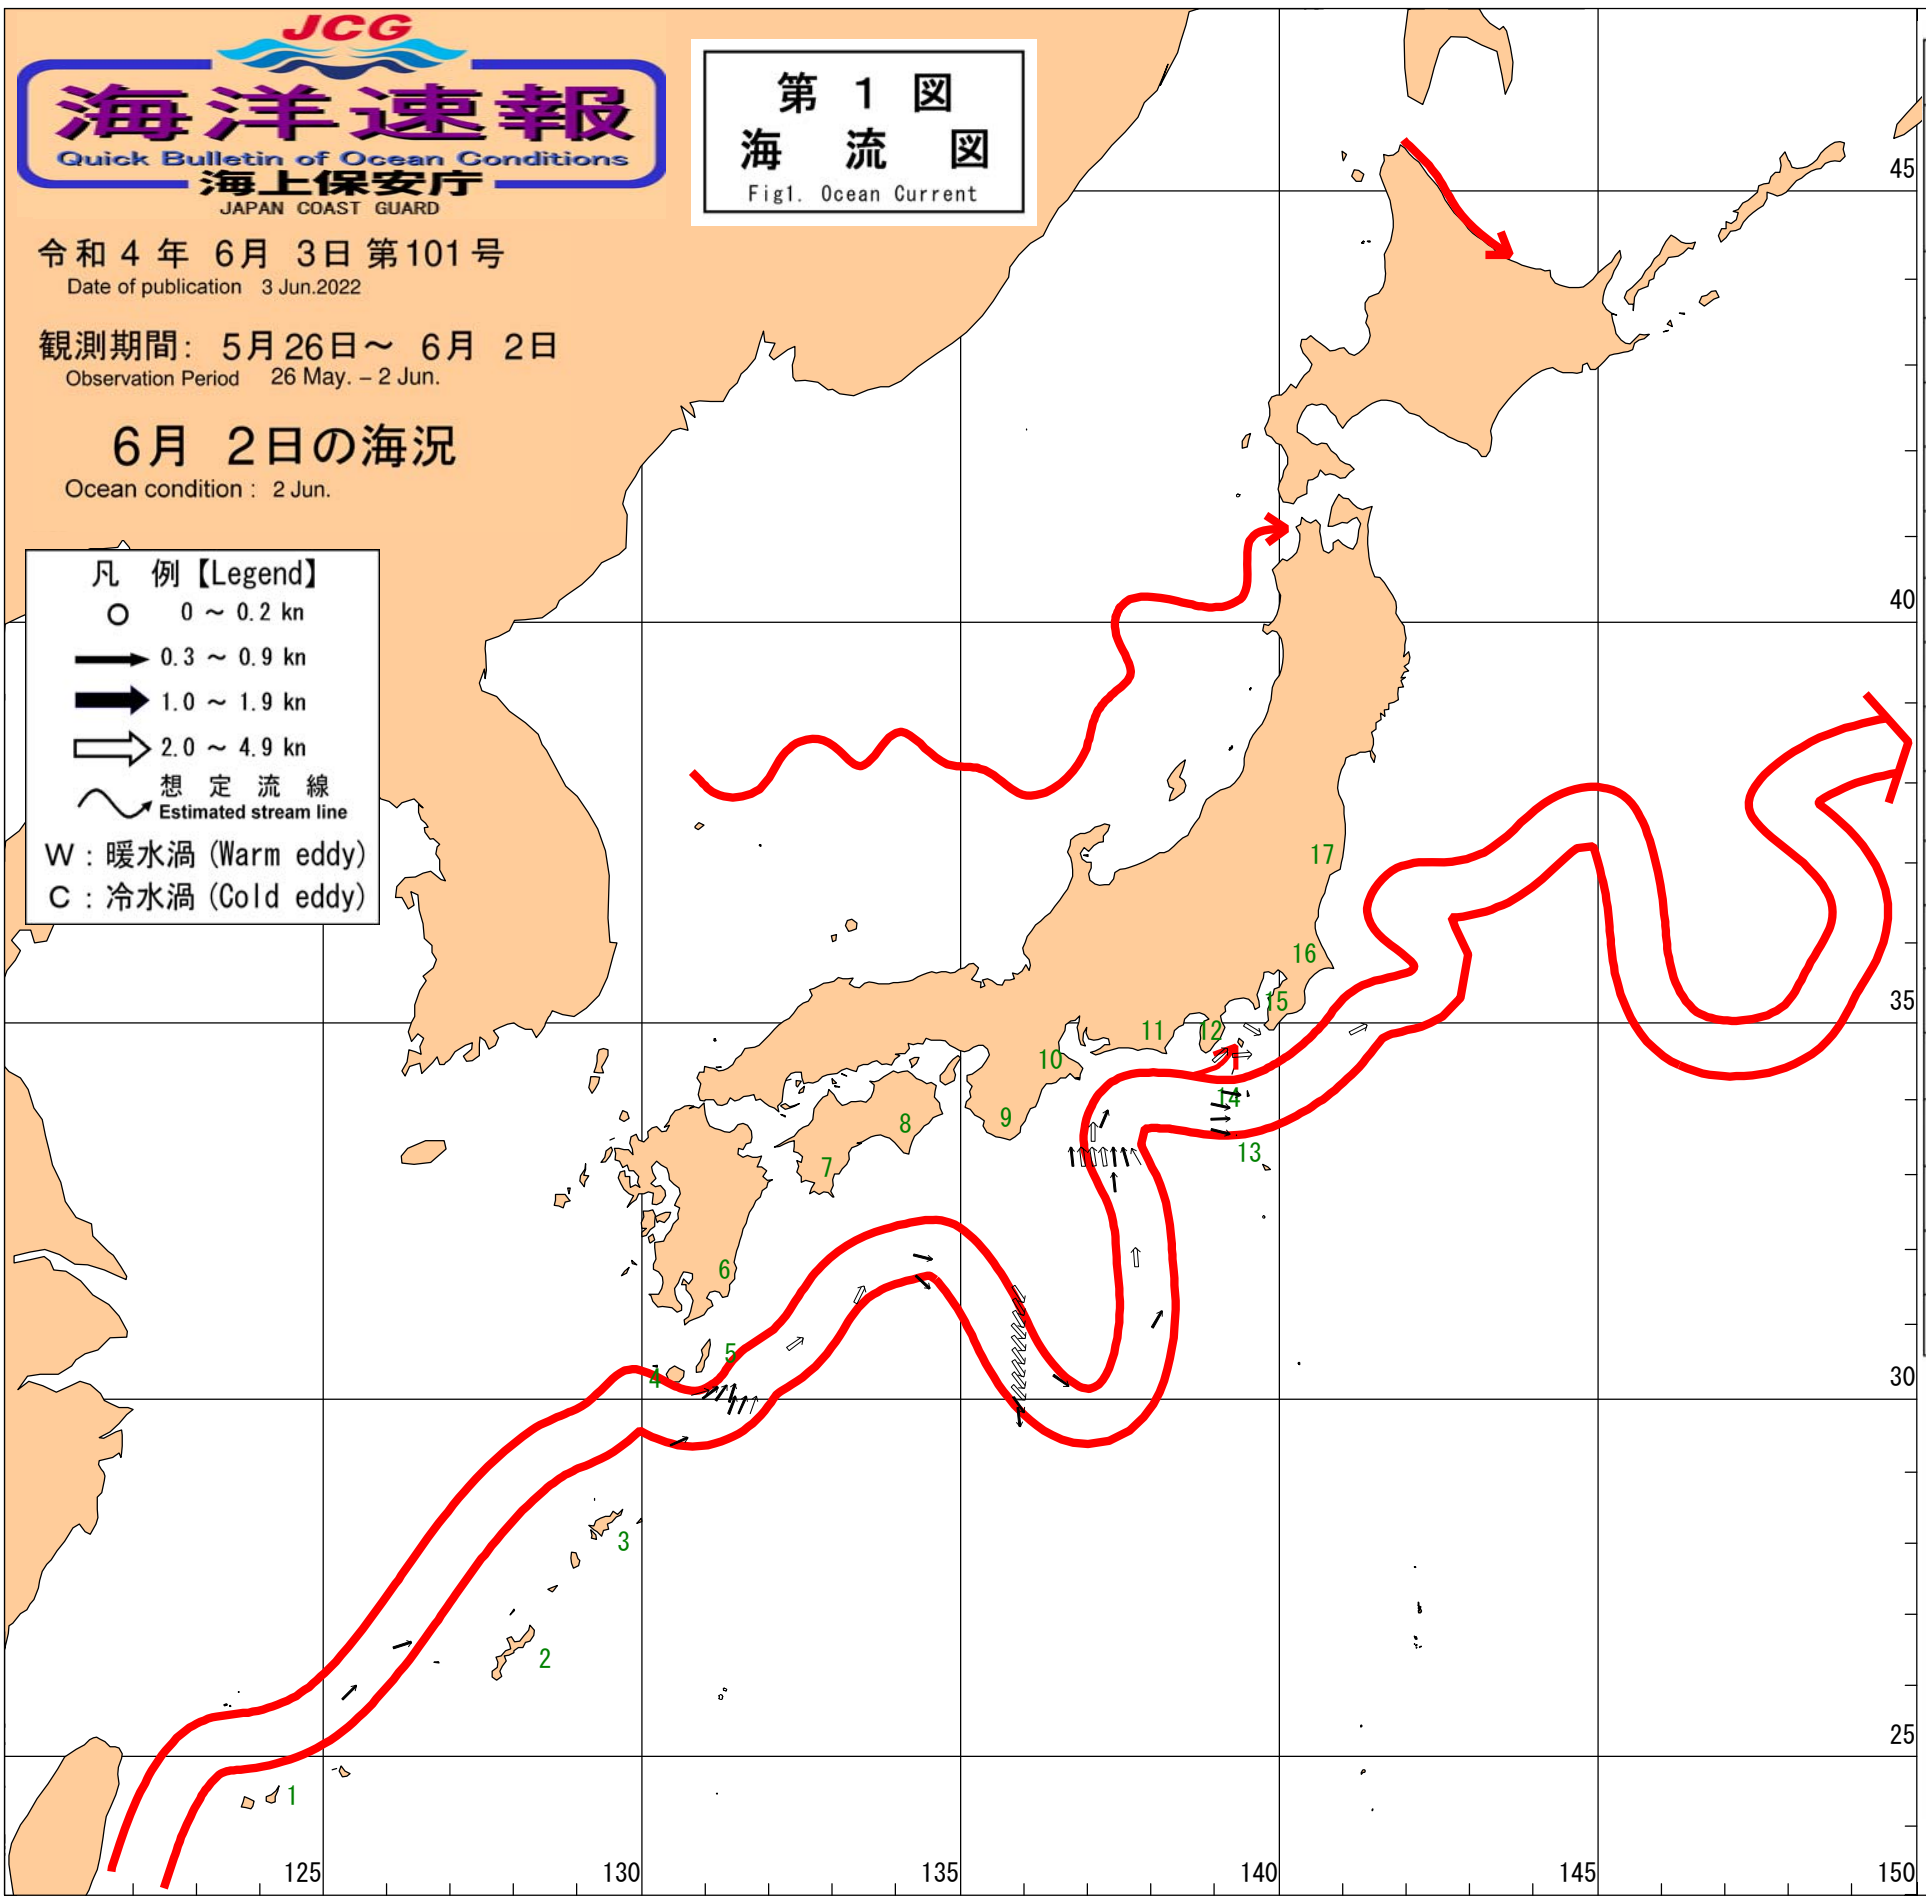 JCG
海洋速報
Quick Bulletin of Ocean Conditions
海上保安庁
JAPAN COAST GUARD
第 1 図
海 流 図
Fig1. Ocean Current
令和 4 年 6月 3日 第101号
Date of publication 3 Jun.2022
観測期間: 5月26日～ 6月 2日
Observation Period 26 May. – 2 Jun.
6月 2日の海況
Ocean condition : 2 Jun.
凡 例【Legend】
0 ～ 0.2 kn
0.3 ～ 0.9 kn
1.0 ～ 1.9 kn
2.0 ～ 4.9 kn
想 定 流 線
Estimated stream line
W : 暖水渦 (Warm eddy)
C : 冷水渦 (Cold eddy)
45
40
17
16
35
15
12
11
10
14
9
8
13
7
6
5
4
30
3
2
25
1
125
130
135
140
145
150